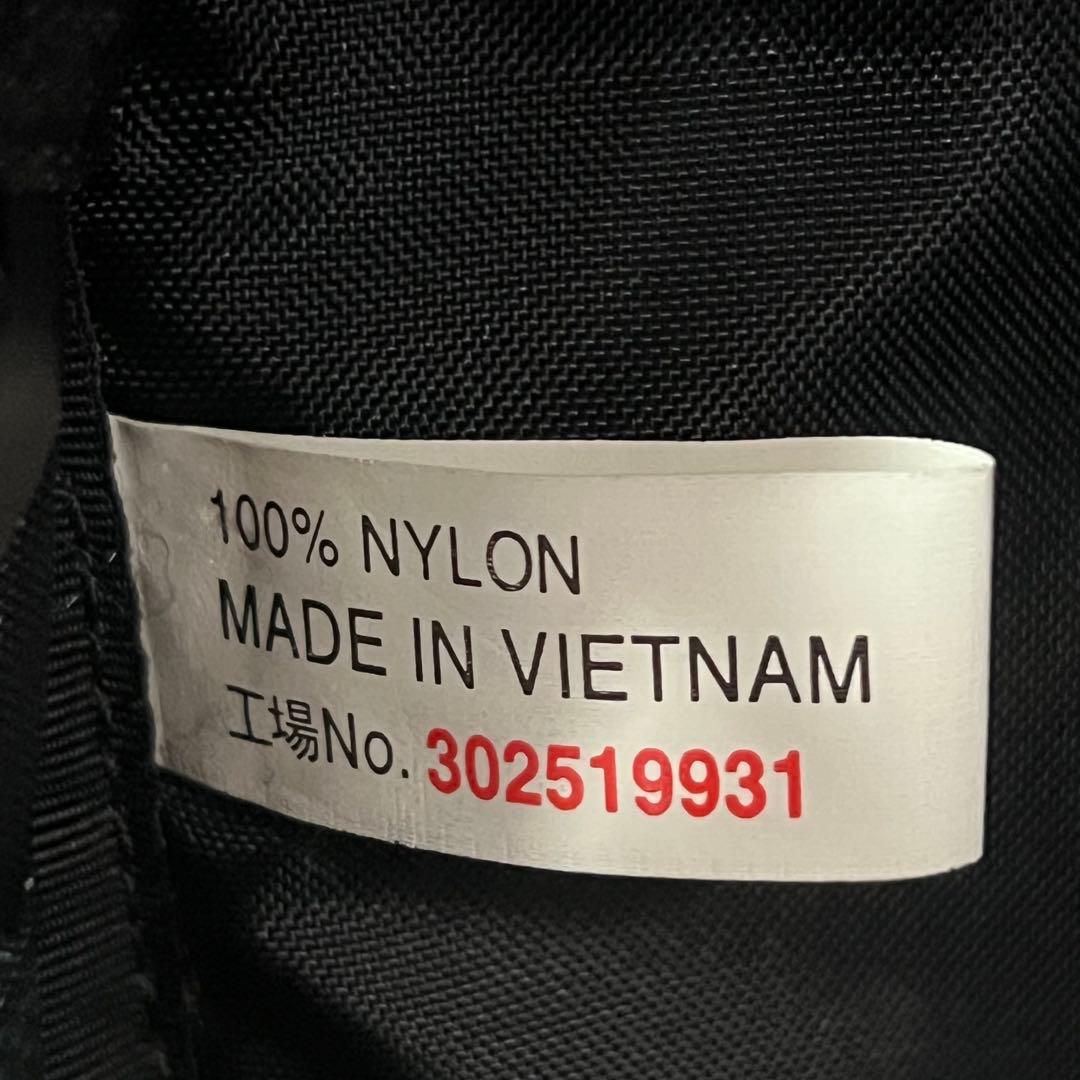 100% NYLON
MADE IN VIETNAM
工場No. 302519931